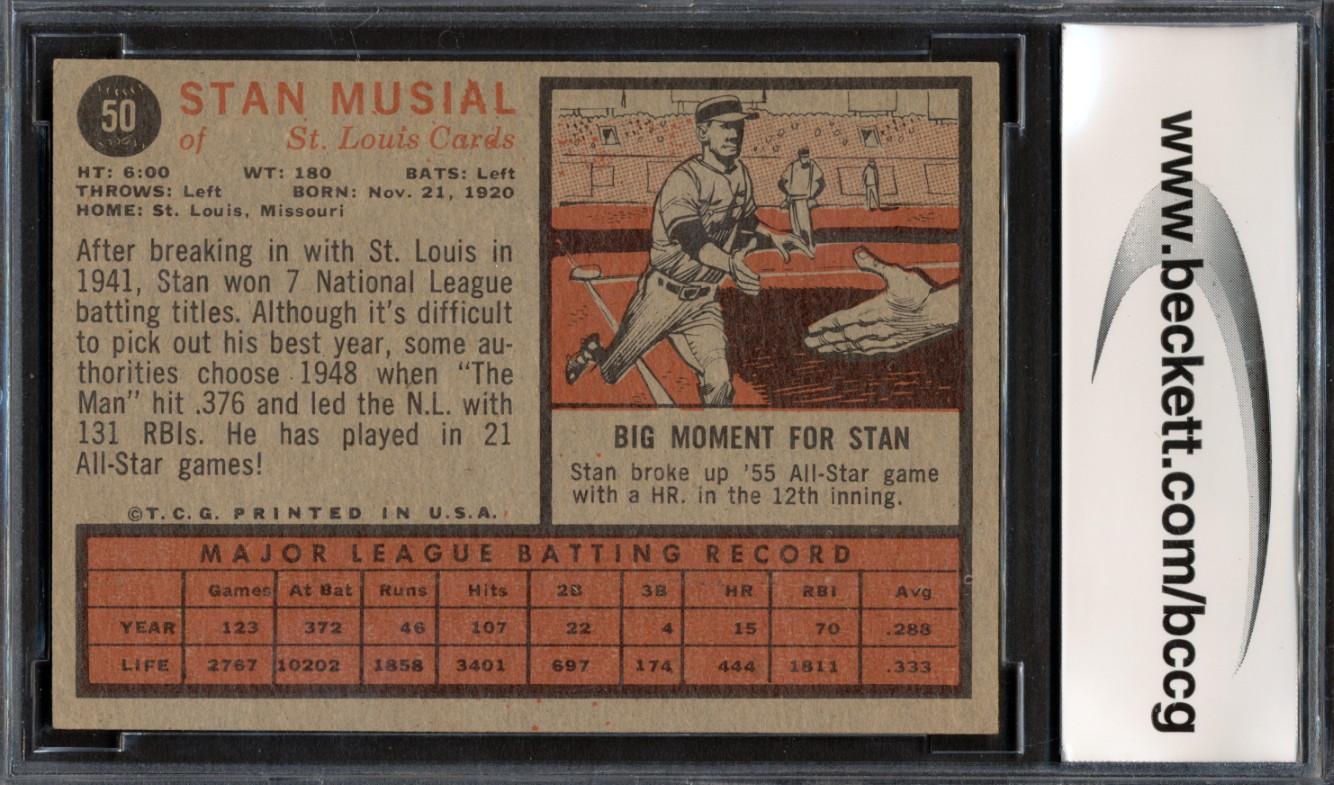 50
STAN MUSIAL
of St. Louis Cards
HT: 6:00 WT: 180 BATS: Left
THROWS: Left BORN: Nov. 21, 1920
HOME: St. Louis, Missouri
After breaking in with St. Louis in
1941, Stan won 7 National League
batting titles. Although it's difficult
to pick out his best year, some au-
thorities choose 1948 when "The
Man" hit .376 and led the N.L. with
131 RBIs. He has played in 21
All-Star games!
©T.C.G. PRINTED IN U.S.A.
BIG MOMENT FOR STAN
Stan broke up '55 All-Star game
with a HR. in the 12th inning.
MAJOR LEAGUE BATTING RECORD
Games At Bat Runs Hits 2B 3B HR RBI Avg
YEAR 123 372 46 107 22 4 15 70 .288
LIFE 2767 10202 1858 3401 697 174 444 1811 .333
www.beckett.com/bccg